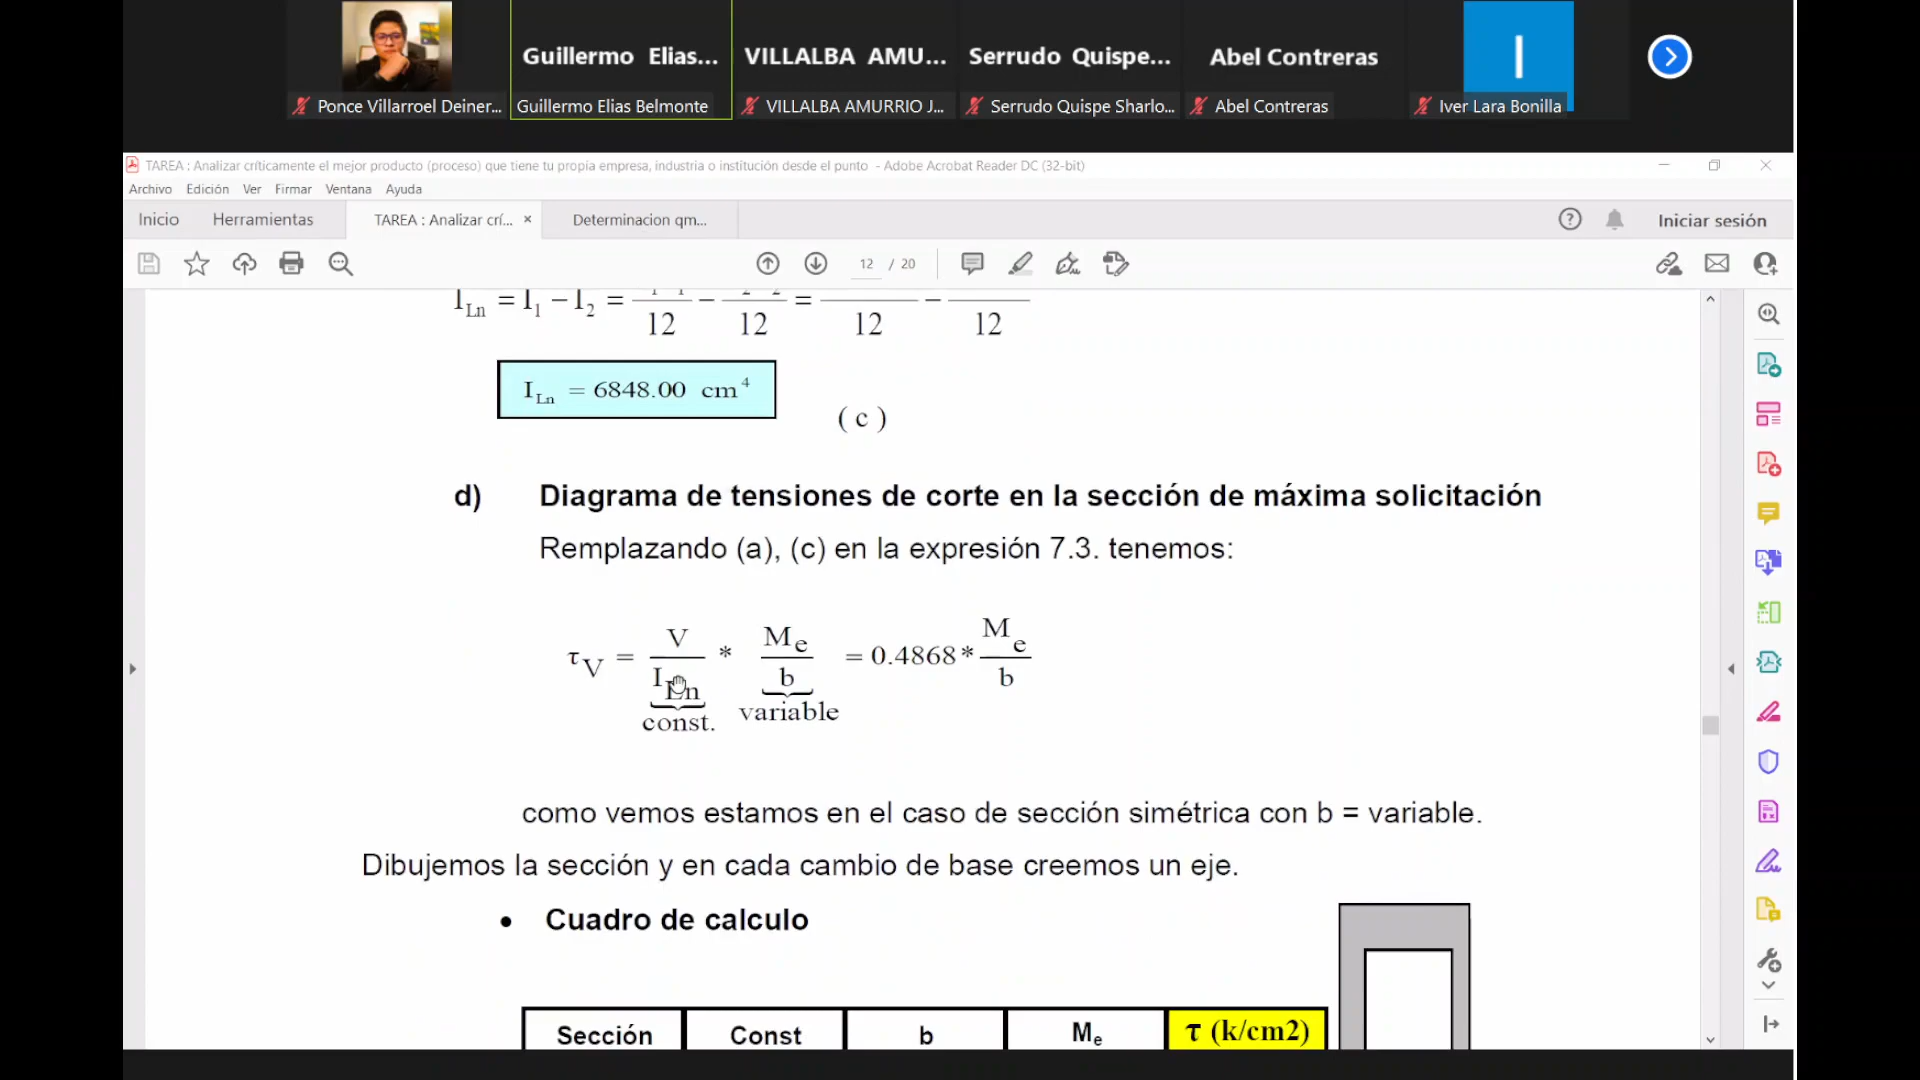 Guillermo Elias...
VILLALBA AMU...
Serrudo Quispe...
Abel Contreras
I
Ponce Villarroel Deiner...
Guillermo Elias Belmonte
VILLALBA AMURRIO J...
Serrudo Quispe Sharlo...
Abel Contreras
Iver Lara Bonilla
TAREA : Analizar críticamente el mejor producto (proceso) que tiene tu propia empresa, industria o institución desde el punto - Adobe Acrobat Reader DC (32-bit)
Archivo Edición Ver Firmar Ventana Ayuda
Inicio Herramientas TAREA : Analizar crí... × Determinacion qm... Iniciar sesión
12 / 20
I_Ln = I_1 − I_2 = /12 − /12 = /12 − /12
I_Ln = 6848.00 cm^4
( c )
d) Diagrama de tensiones de corte en la sección de máxima solicitación
Remplazando (a), (c) en la expresión 7.3. tenemos:
τ_V = V/I_Ln * M_e/b = 0.4868* M_e/b
const. variable
como vemos estamos en el caso de sección simétrica con b = variable.
Dibujemos la sección y en cada cambio de base creemos un eje.
• Cuadro de calculo
Sección Const b M_e τ (k/cm2)